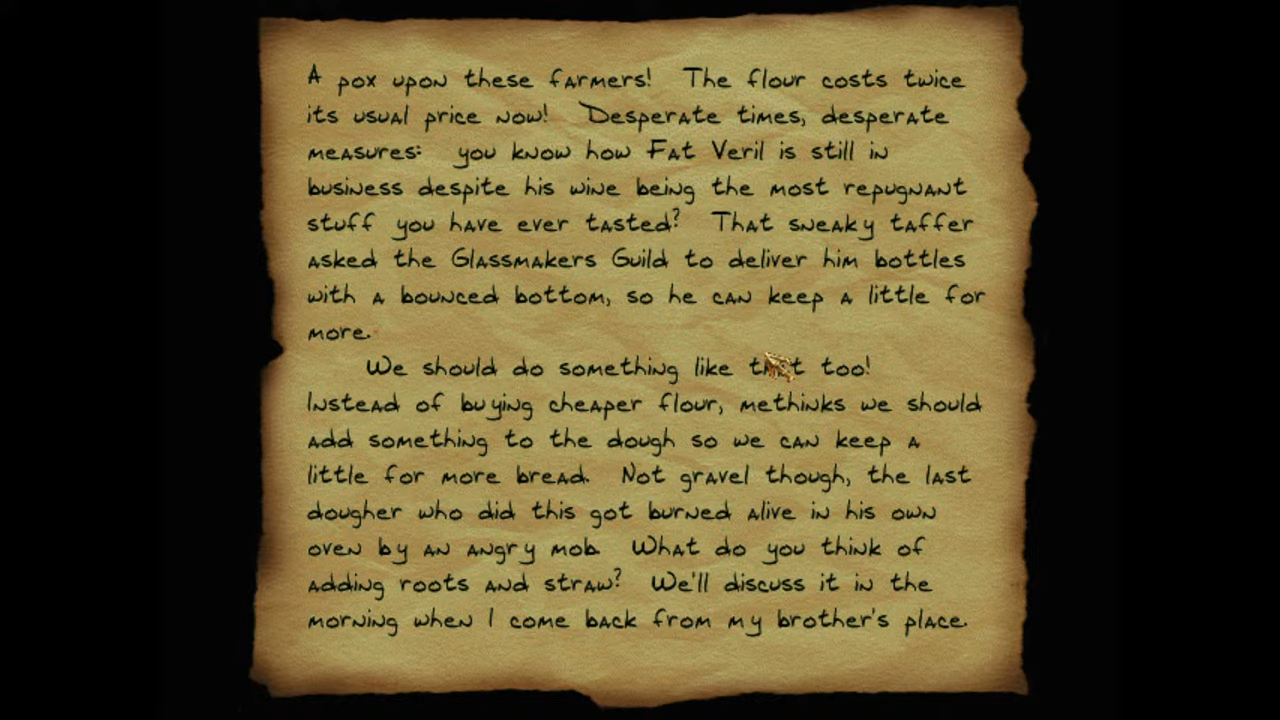 A pox upon these farmers! The flour costs twice
its usual price now! Desperate times, desperate
measures: you know how Fat Veril is still in
business despite his wine being the most repugnant
stuff you have ever tasted? That sneaky taffer
asked the Glassmakers Guild to deliver him bottles
with a bounced bottom, so he can keep a little for
more.
We should do something like that too!
Instead of buying cheaper flour, methinks we should
add something to the dough so we can keep a
little for more bread. Not gravel though, the last
dougher who did this got burned alive in his own
oven by an angry mob. What do you think of
adding roots and straw? We'll discuss it in the
morning when I come back from my brother's place.